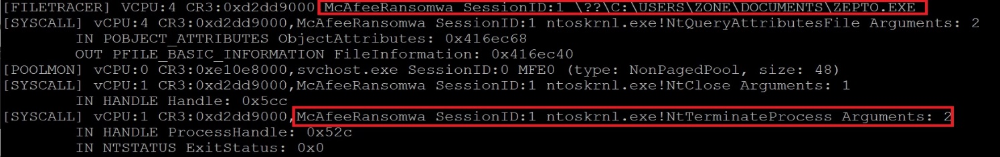 [FILETRACER] VCPU:4 CR3:0xd2dd9000 McAfeeRansomwa SessionID:1 \??\C:\USERS\ZONE\DOCUMENTS\ZEPTO.EXE
[SYSCALL] vCPU:4 CR3:0xd2dd9000,McAfeeRansomwa SessionID:1 ntoskrnl.exe!NtQueryAttributesFile Arguments: 2
IN POBJECT_ATTRIBUTES ObjectAttributes: 0x416ec68
OUT PFILE_BASIC_INFORMATION FileInformation: 0x416ec40
[POOLMON] vCPU:0 CR3:0xe10e8000,svchost.exe SessionID:0 MFE0 (type: NonPagedPool, size: 48)
[SYSCALL] vCPU:1 CR3:0xd2dd9000,McAfeeRansomwa SessionID:1 ntoskrnl.exe!NtClose Arguments: 1
IN HANDLE Handle: 0x5cc
[SYSCALL] vCPU:1 CR3:0xd2dd9000,McAfeeRansomwa SessionID:1 ntoskrnl.exe!NtTerminateProcess Arguments: 2
IN HANDLE ProcessHandle: 0x52c
IN NTSTATUS ExitStatus: 0x0